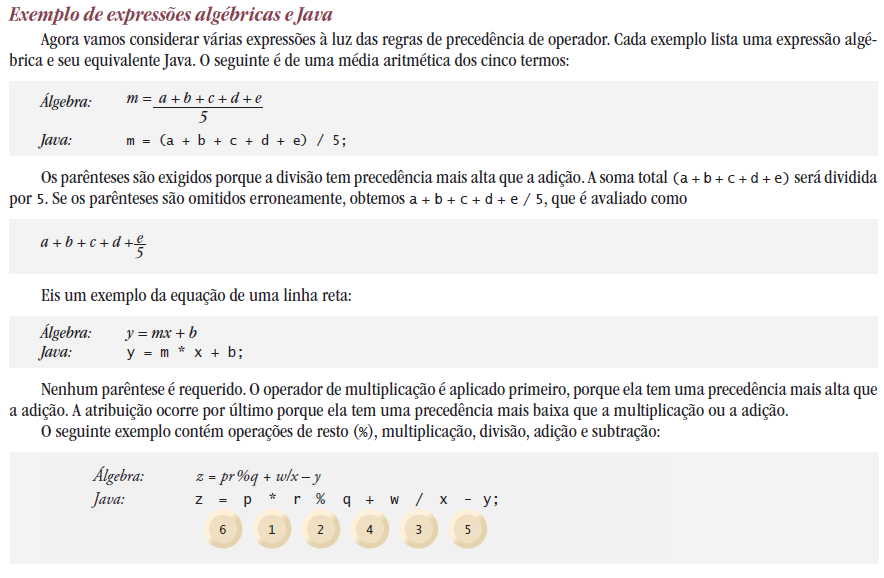 Exemplo de expressões algébricas e Java
Agora vamos considerar várias expressões à luz das regras de precedência de operador. Cada exemplo lista uma expressão algé-
brica e seu equivalente Java. O seguinte é de uma média aritmética dos cinco termos:
Álgebra: m = a + b + c + d + e
5
Java: m = (a + b + c + d + e) / 5;
Os parênteses são exigidos porque a divisão tem precedência mais alta que a adição. A soma total (a + b + c + d + e) será dividida
por 5. Se os parênteses são omitidos erroneamente, obtemos a + b + c + d + e / 5, que é avaliado como
a + b + c + d + e
5
Eis um exemplo da equação de uma linha reta:
Álgebra: y = mx + b
Java: y = m * x + b;
Nenhum parêntese é requerido. O operador de multiplicação é aplicado primeiro, porque ela tem uma precedência mais alta que
a adição. A atribuição ocorre por último porque ela tem uma precedência mais baixa que a multiplicação ou a adição.
O seguinte exemplo contém operações de resto (%), multiplicação, divisão, adição e subtração:
Álgebra: z = pr%q + w/x – y
Java: z = p * r % q + w / x - y;
6 1 2 4 3 5